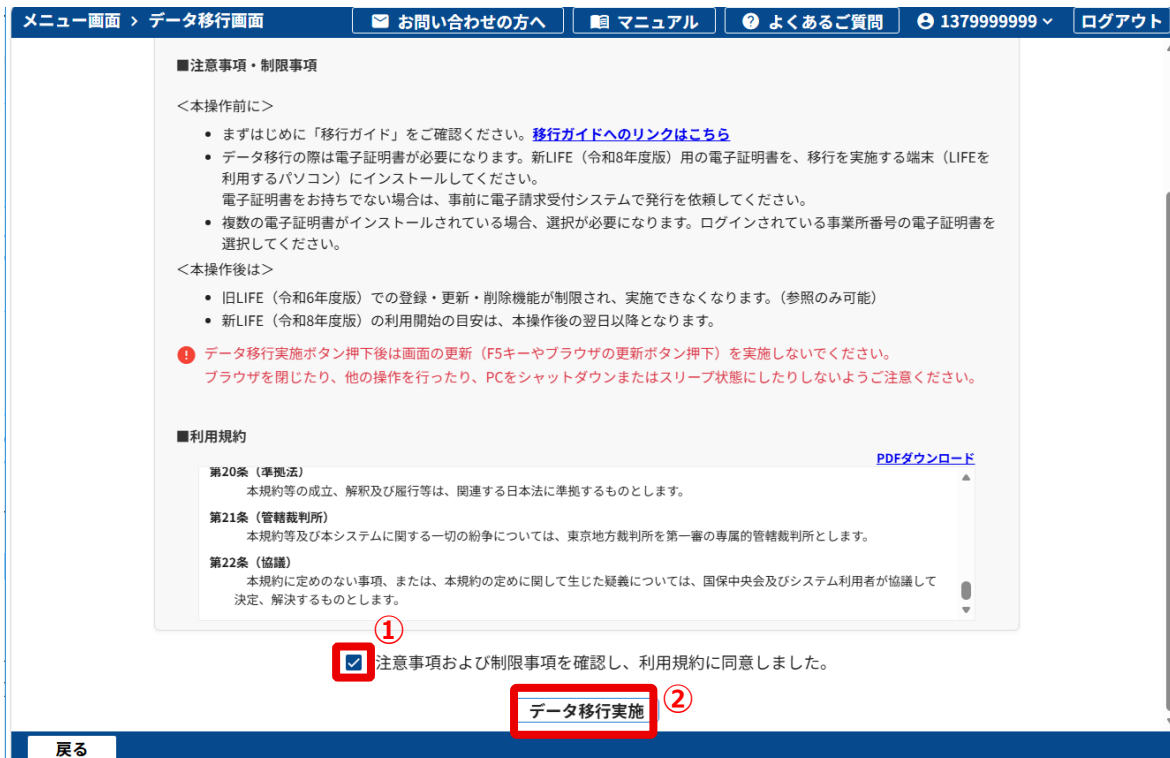 メニュー画面 › データ移行画面 お問い合わせの方へ マニュアル よくあるご質問 1379999999 ログアウト
■注意事項・制限事項
＜本操作前に＞
• まずはじめに「移行ガイド」をご確認ください。移行ガイドへのリンクはこちら
• データ移行の際は電子証明書が必要になります。新LIFE（令和8年度版）用の電子証明書を、移行を実施する端末（LIFEを
利用するパソコン）にインストールしてください。
電子証明書をお持ちでない場合は、事前に電子請求受付システムで発行を依頼してください。
• 複数の電子証明書がインストールされている場合、選択が必要になります。ログインされている事業所番号の電子証明書を
選択してください。
＜本操作後は＞
• 旧LIFE（令和6年度版）での登録・更新・削除機能が制限され、実施できなくなります。（参照のみ可能）
• 新LIFE（令和8年度版）の利用開始の目安は、本操作後の翌日以降となります。
データ移行実施ボタン押下後は画面の更新（F5キーやブラウザの更新ボタン押下）を実施しないでください。
ブラウザを閉じたり、他の操作を行ったり、PCをシャットダウンまたはスリープ状態にしたりしないようご注意ください。
■利用規約
PDFダウンロード
第20条（準拠法）
本規約等の成立、解釈及び履行等は、関連する日本法に準拠するものとします。
第21条（管轄裁判所）
本規約等及び本システムに関する一切の紛争については、東京地方裁判所を第一審の専属的管轄裁判所とします。
第22条（協議）
本規約に定めのない事項、または、本規約の定めに関して生じた疑義については、国保中央会及びシステム利用者が協議して
決定、解決するものとします。
①
注意事項および制限事項を確認し、利用規約に同意しました。
データ移行実施 ②
戻る